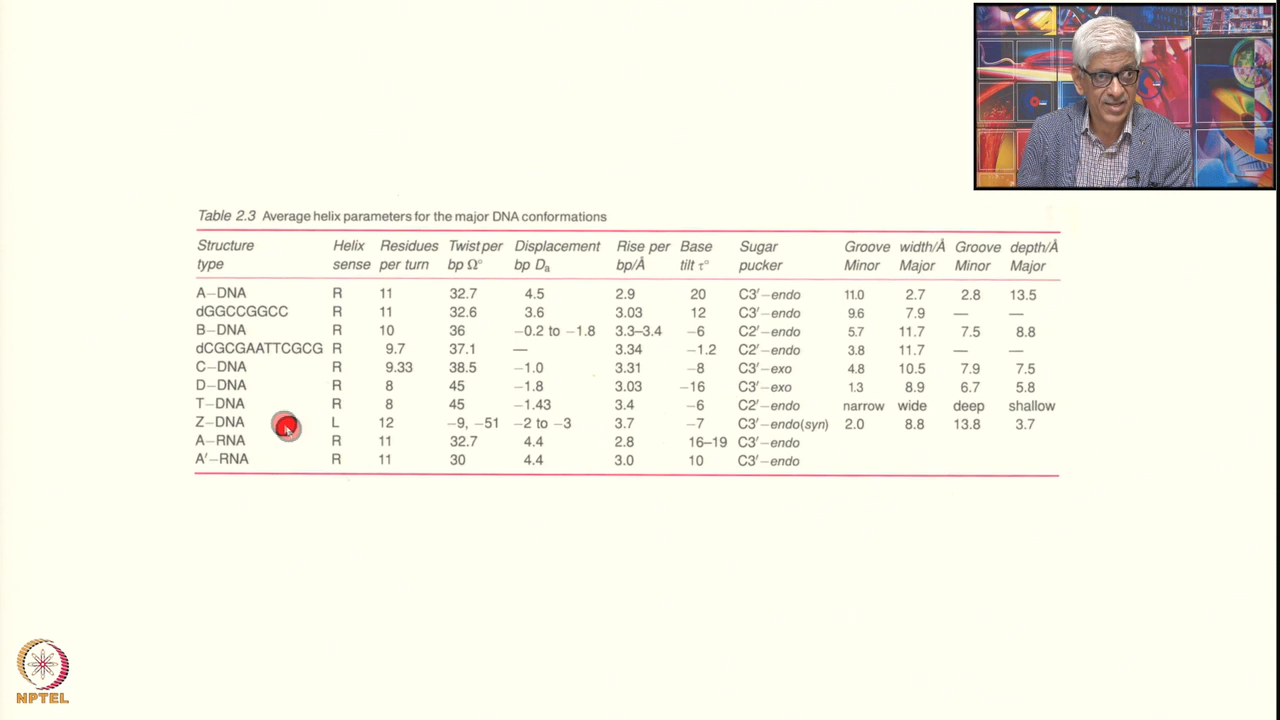 Table 2.3 Average helix parameters for the major DNA conformations
Structure Helix Residues Twist per Displacement Rise per Base Sugar Groove width/Å Groove depth/Å
type sense per turn bp Ω° bp Da bp/Å tilt τ° pucker Minor Major Minor Major
A–DNA R 11 32.7 4.5 2.9 20 C3′–endo 11.0 2.7 2.8 13.5
dGGCCGGCC R 11 32.6 3.6 3.03 12 C3′–endo 9.6 7.9 — —
B–DNA R 10 36 –0.2 to –1.8 3.3–3.4 –6 C2′–endo 5.7 11.7 7.5 8.8
dCGCGAATTCGCG R 9.7 37.1 — 3.34 –1.2 C2′–endo 3.8 11.7 — —
C–DNA R 9.33 38.5 –1.0 3.31 –8 C3′–exo 4.8 10.5 7.9 7.5
D–DNA R 8 45 –1.8 3.03 –16 C3′–exo 1.3 8.9 6.7 5.8
T–DNA R 8 45 –1.43 3.4 –6 C2′–endo narrow wide deep shallow
Z–DNA L 12 –9, –51 –2 to –3 3.7 –7 C3′–endo(syn) 2.0 8.8 13.8 3.7
A–RNA R 11 32.7 4.4 2.8 16–19 C3′–endo
A′–RNA R 11 30 4.4 3.0 10 C3′–endo
NPTEL